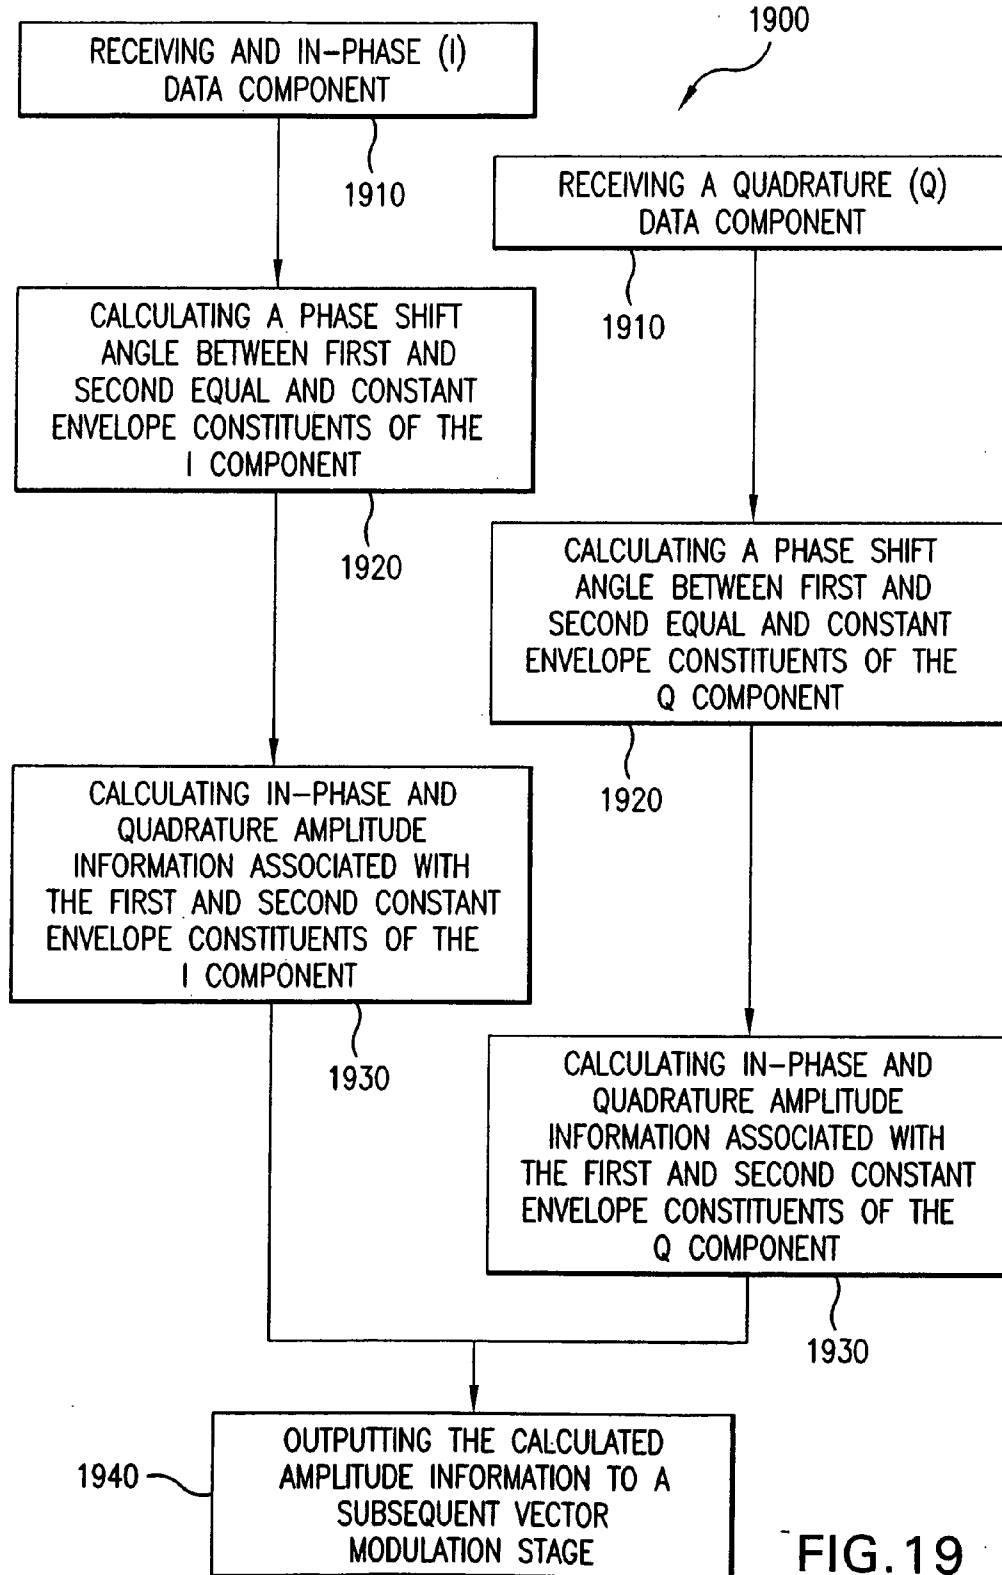 1900
RECEIVING AND IN-PHASE (I)
DATA COMPONENT
1910
RECEIVING A QUADRATURE (Q)
DATA COMPONENT
1910
CALCULATING A PHASE SHIFT
ANGLE BETWEEN FIRST AND
SECOND EQUAL AND CONSTANT
ENVELOPE CONSTITUENTS OF THE
I COMPONENT
1920
CALCULATING A PHASE SHIFT
ANGLE BETWEEN FIRST AND
SECOND EQUAL AND CONSTANT
ENVELOPE CONSTITUENTS OF THE
Q COMPONENT
1920
CALCULATING IN-PHASE AND
QUADRATURE AMPLITUDE
INFORMATION ASSOCIATED WITH
THE FIRST AND SECOND CONSTANT
ENVELOPE CONSTITUENTS OF THE
I COMPONENT
1930
CALCULATING IN-PHASE AND
QUADRATURE AMPLITUDE
INFORMATION ASSOCIATED WITH
THE FIRST AND SECOND CONSTANT
ENVELOPE CONSTITUENTS OF THE
Q COMPONENT
1930
OUTPUTTING THE CALCULATED
AMPLITUDE INFORMATION TO A
SUBSEQUENT VECTOR
MODULATION STAGE
1940
FIG.19